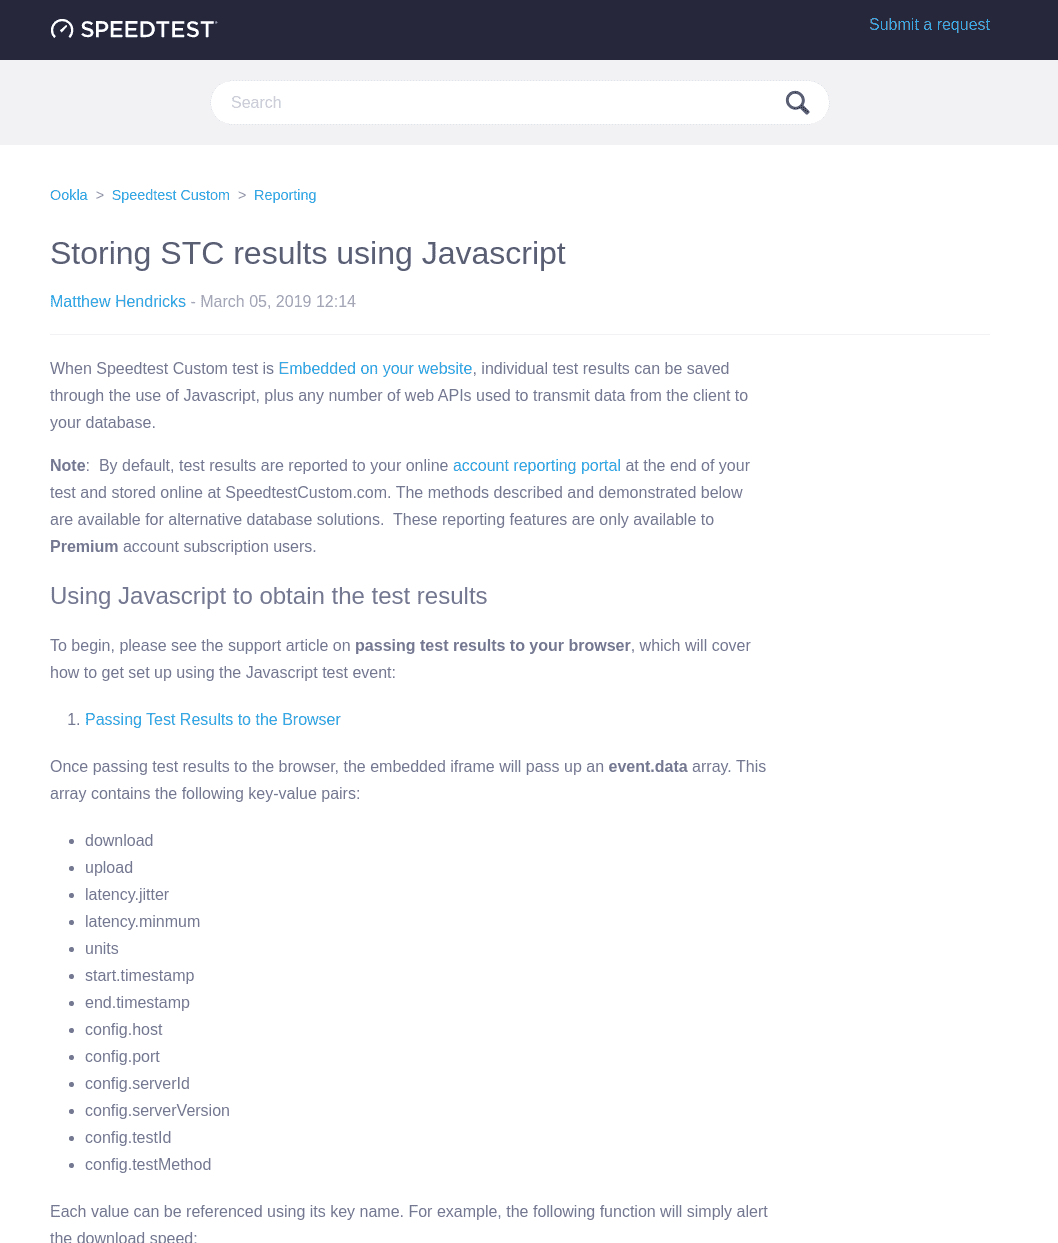 SPEEDTEST
Submit a request
Search
Ookla > Speedtest Custom > Reporting
Storing STC results using Javascript
Matthew Hendricks - March 05, 2019 12:14
When Speedtest Custom test is Embedded on your website, individual test results can be saved
through the use of Javascript, plus any number of web APIs used to transmit data from the client to
your database.
Note:  By default, test results are reported to your online account reporting portal at the end of your
test and stored online at SpeedtestCustom.com. The methods described and demonstrated below
are available for alternative database solutions.  These reporting features are only available to
Premium account subscription users.
Using Javascript to obtain the test results
To begin, please see the support article on passing test results to your browser, which will cover
how to get set up using the Javascript test event:
1. Passing Test Results to the Browser
Once passing test results to the browser, the embedded iframe will pass up an event.data array. This
array contains the following key-value pairs:
• download
• upload
• latency.jitter
• latency.minmum
• units
• start.timestamp
• end.timestamp
• config.host
• config.port
• config.serverId
• config.serverVersion
• config.testId
• config.testMethod
Each value can be referenced using its key name. For example, the following function will simply alert
the download speed: